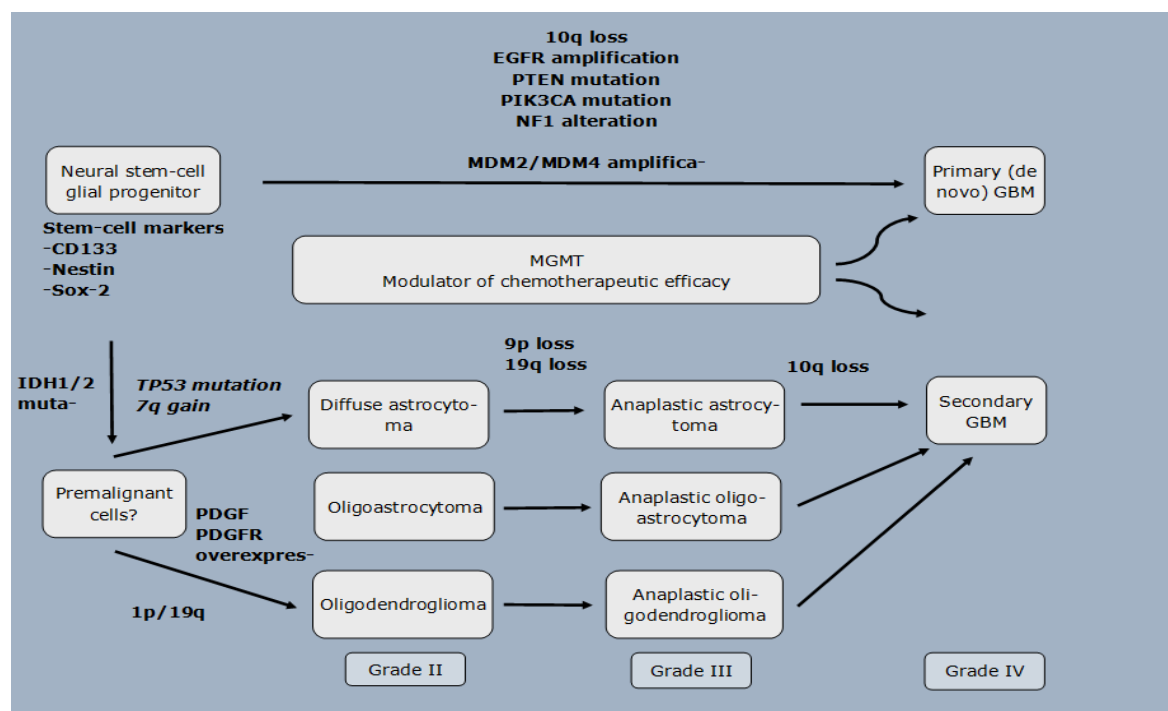 10q loss
EGFR amplification
PTEN mutation
PIK3CA mutation
NF1 alteration
MDM2/MDM4 amplifica-
Neural stem-cell
glial progenitor
Primary (de
novo) GBM
Stem-cell markers
-CD133
-Nestin
-Sox-2
MGMT
Modulator of chemotherapeutic efficacy
9p loss
19q loss
10q loss
IDH1/2
muta-
TP53 mutation
7q gain
Diffuse astrocyto-
ma
Anaplastic astrocy-
toma
Secondary
GBM
Premalignant
cells?
Oligoastrocytoma
Anaplastic oligo-
astrocytoma
PDGF
PDGFR
overexpres-
1p/19q
Oligodendroglioma
Anaplastic oli-
godendroglioma
Grade II
Grade III
Grade IV